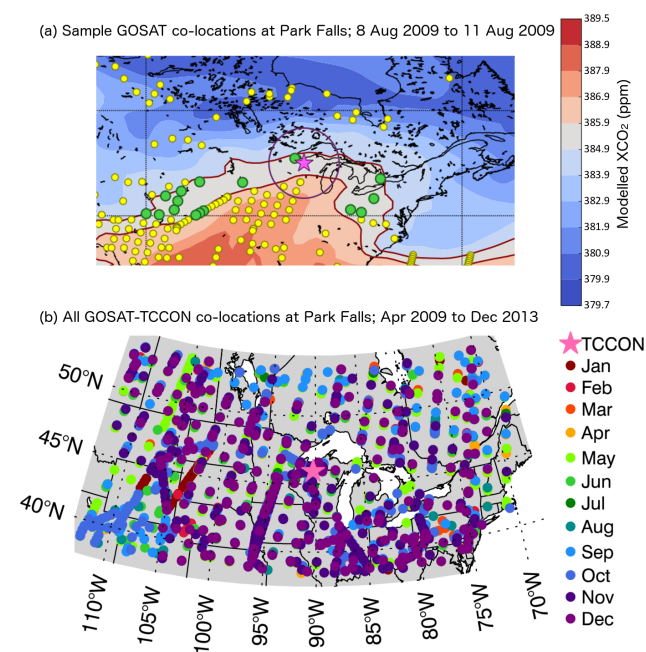 (a) Sample GOSAT co-locations at Park Falls; 8 Aug 2009 to 11 Aug 2009
389.5
388.9
387.9
386.9
385.9
384.9
383.9
382.9
381.9
380.9
379.9
379.7
Modelled XCO₂ (ppm)
(b) All GOSAT-TCCON co-locations at Park Falls; Apr 2009 to Dec 2013
50°N
45°N
40°N
110°W
105°W
100°W
95°W
90°W
85°W
80°W
75°W
70°W
TCCON
Jan
Feb
Mar
Apr
May
Jun
Jul
Aug
Sep
Oct
Nov
Dec